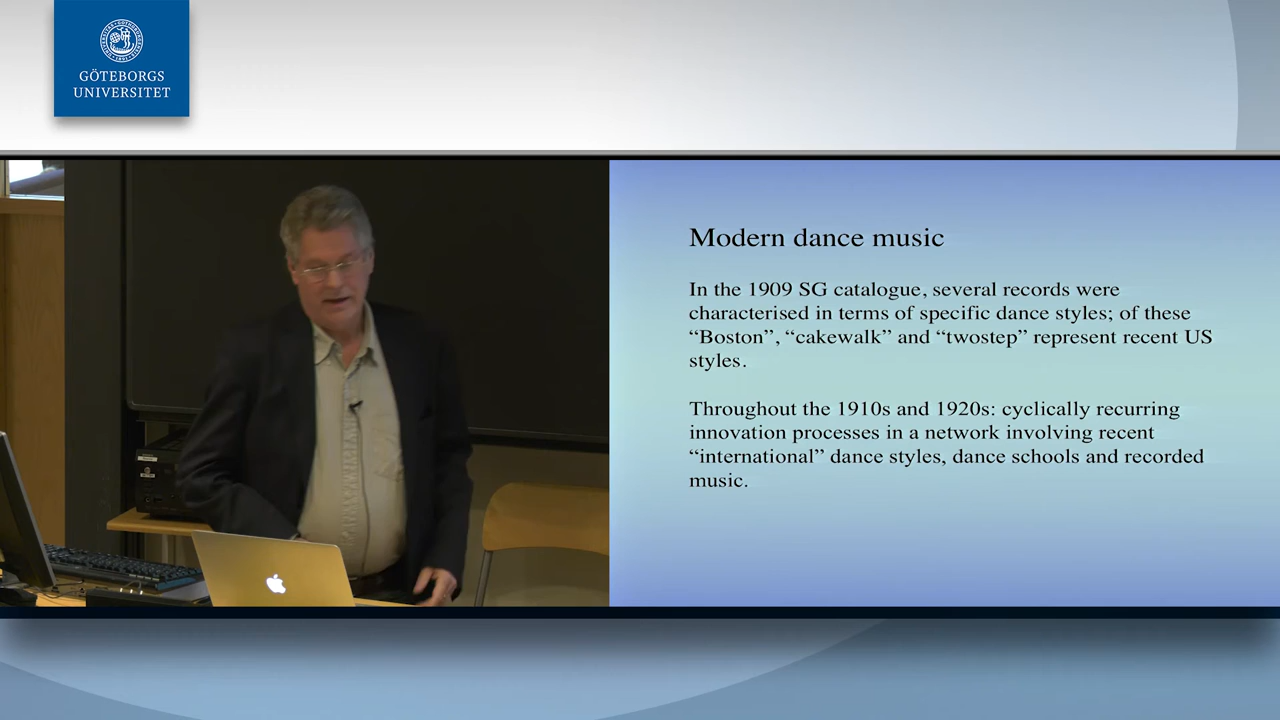 GÖTEBORGS
UNIVERSITET
Modern dance music
In the 1909 SG catalogue, several records were
characterised in terms of specific dance styles; of these
“Boston”, “cakewalk” and “twostep” represent recent US
styles.
Throughout the 1910s and 1920s: cyclically recurring
innovation processes in a network involving recent
“international” dance styles, dance schools and recorded
music.